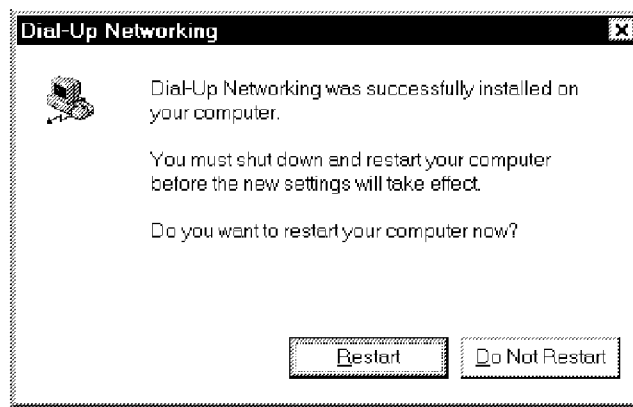 Dial-Up Networking
Dial-Up Networking was successfully installed on
your computer.
You must shut down and restart your computer
before the new settings will take effect.
Do you want to restart your computer now?
Restart
Do Not Restart